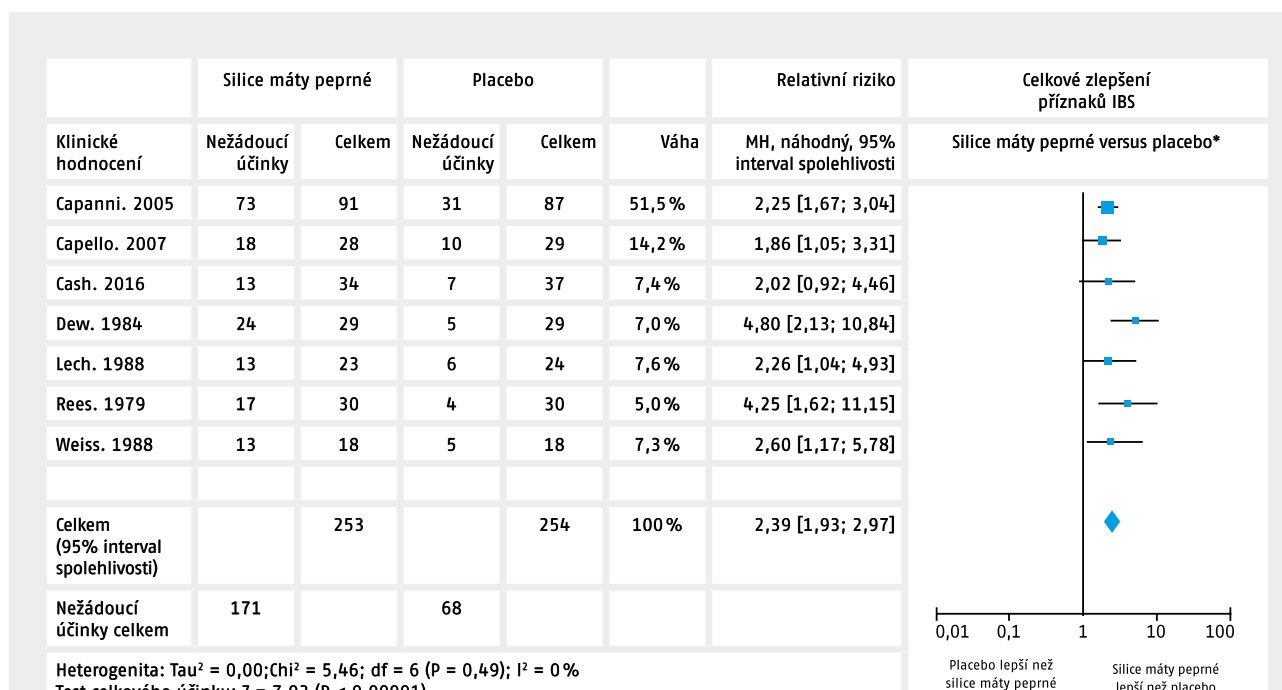 Silice máty peprné Placebo Relativní riziko Celkové zlepšení
příznaků IBS
Klinické Nežádoucí Celkem Nežádoucí Celkem Váha MH, náhodný, 95% Silice máty peprné versus placebo*
hodnocení účinky účinky interval spolehlivosti
Capanni. 2005 73 91 31 87 51,5 % 2,25 [1,67; 3,04]
Capello. 2007 18 28 10 29 14,2 % 1,86 [1,05; 3,31]
Cash. 2016 13 34 7 37 7,4 % 2,02 [0,92; 4,46]
Dew. 1984 24 29 5 29 7,0 % 4,80 [2,13; 10,84]
Lech. 1988 13 23 6 24 7,6 % 2,26 [1,04; 4,93]
Rees. 1979 17 30 4 30 5,0 % 4,25 [1,62; 11,15]
Weiss. 1988 13 18 5 18 7,3 % 2,60 [1,17; 5,78]
Celkem 253 254 100 % 2,39 [1,93; 2,97]
(95% interval
spolehlivosti)
Nežádoucí 171 68
účinky celkem
0,01 0,1 1 10 100
Placebo lepší než Silice máty peprné
silice máty peprné lepší než placebo
Heterogenita: Tau² = 0,00;Chi² = 5,46; df = 6 (P = 0,49); I² = 0 %